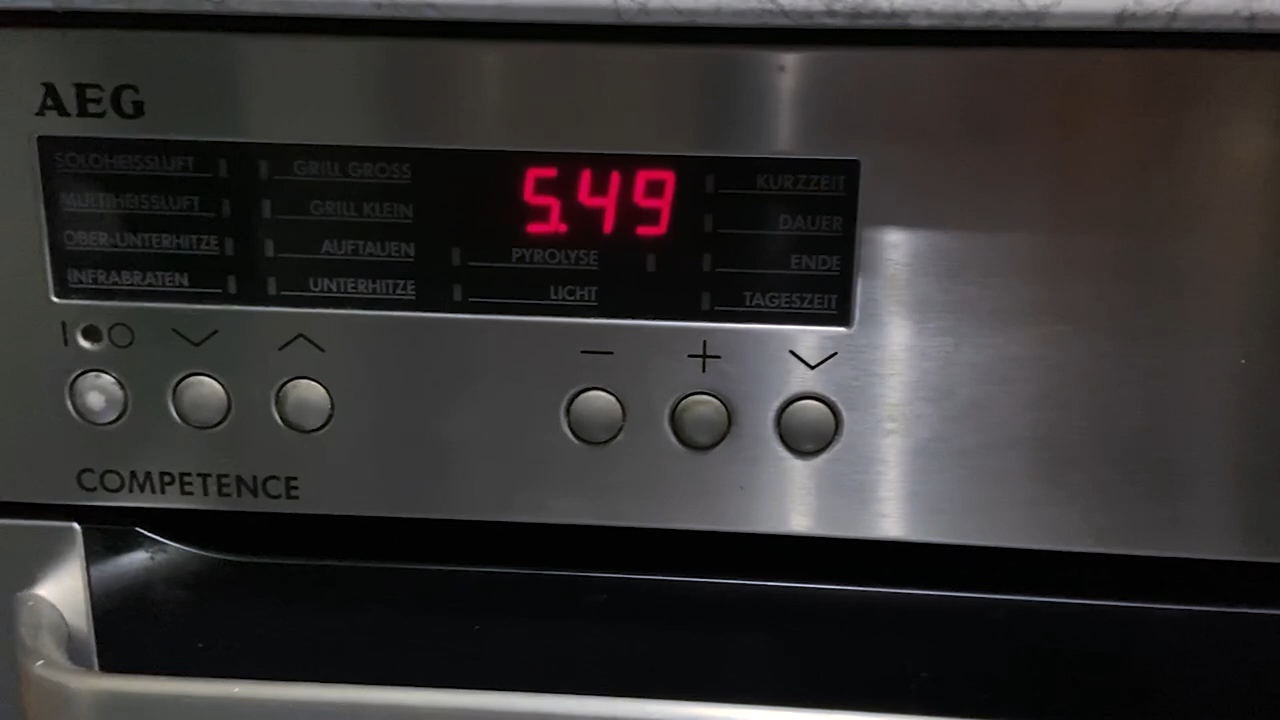 AEG
SOLOHEISSLUFT
GRILL GROSS
5.49
KURZZEIT
MULTIHEISSLUFT
GRILL KLEIN
DAUER
OBER-UNTERHITZE
AUFTAUEN
PYROLYSE
ENDE
INFRABRATEN
UNTERHITZE
LICHT
TAGESZEIT
COMPETENCE